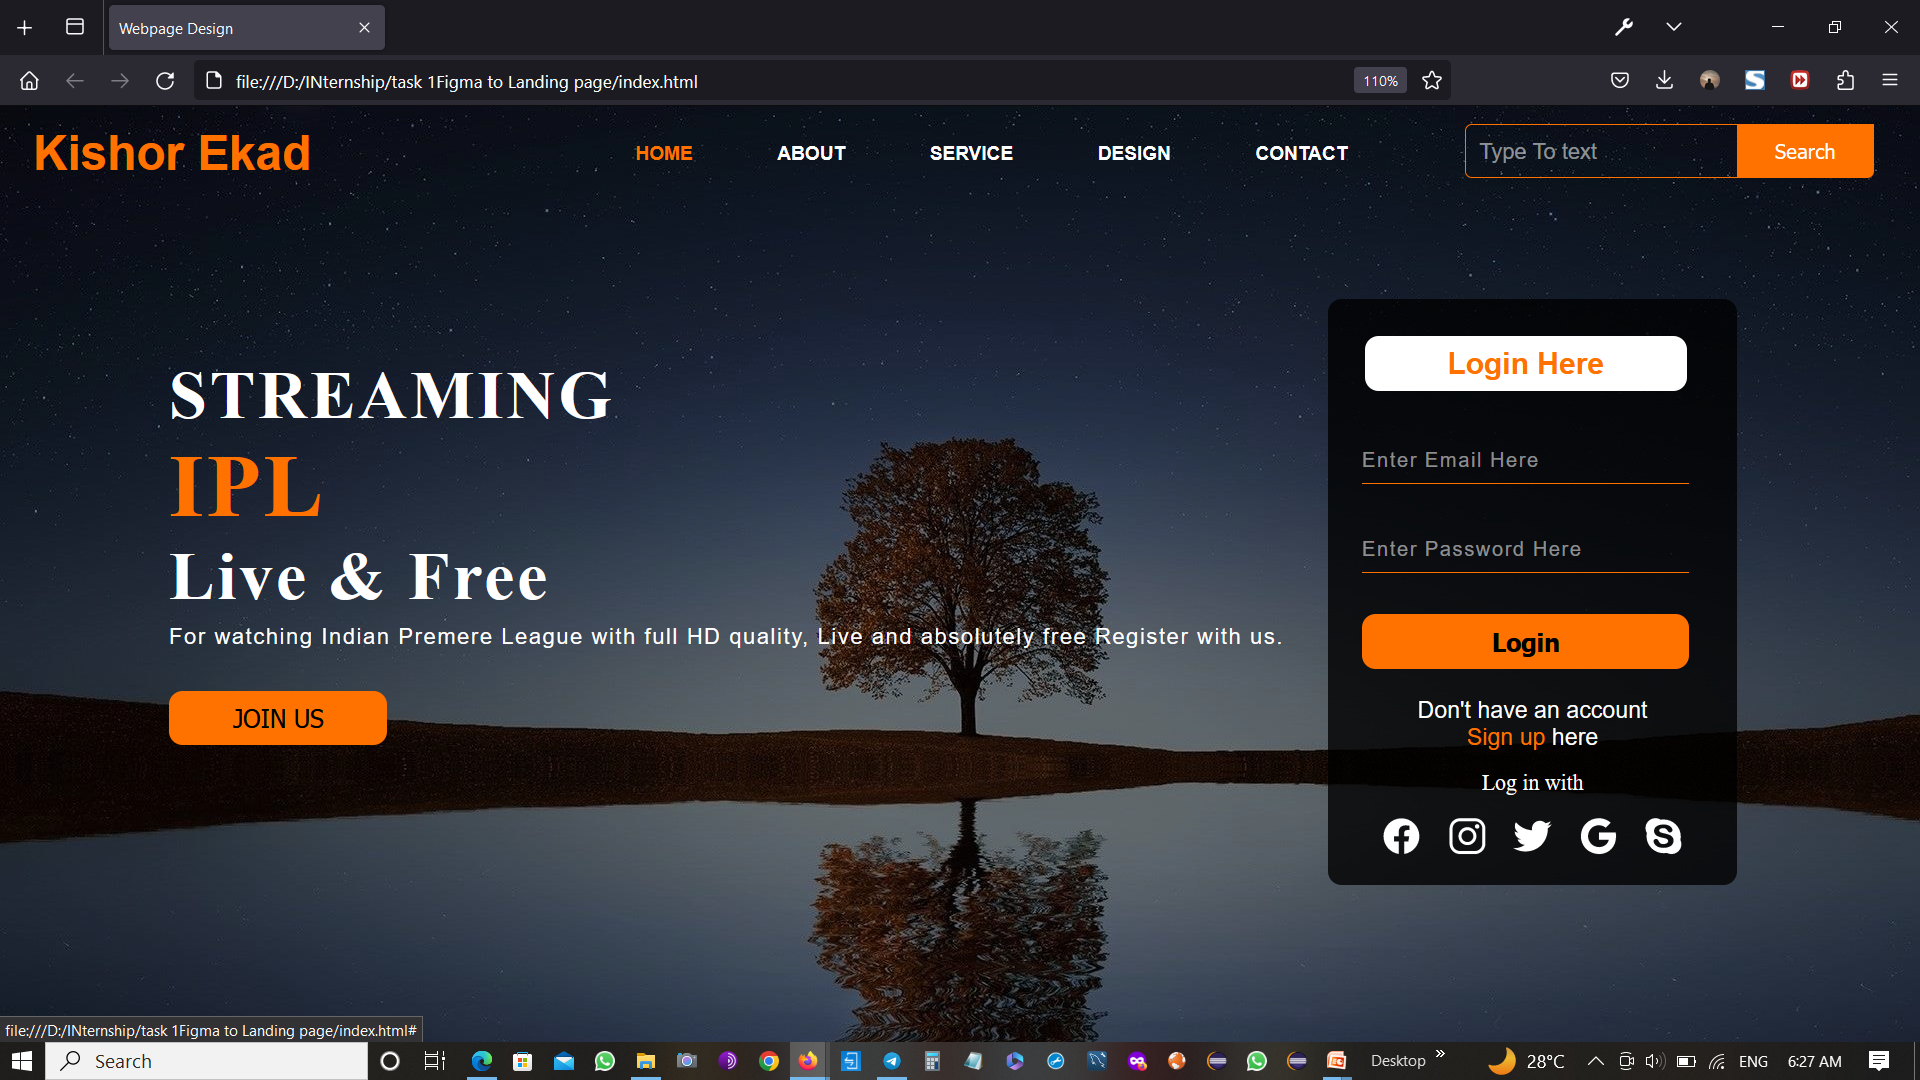 Webpage Design
file:///D:/INternship/task 1Figma to Landing page/index.html
110%
Kishor Ekad
HOME
ABOUT
SERVICE
DESIGN
CONTACT
Type To text
Search
STREAMING
IPL
Live & Free
For watching Indian Premere League with full HD quality, Live and absolutely free Register with us.
JOIN US
Login Here
Enter Email Here
Enter Password Here
Login
Don't have an account
Sign up here
Log in with
file:///D:/INternship/task 1Figma to Landing page/index.html#
Search
Desktop
28°C
ENG
6:27 AM